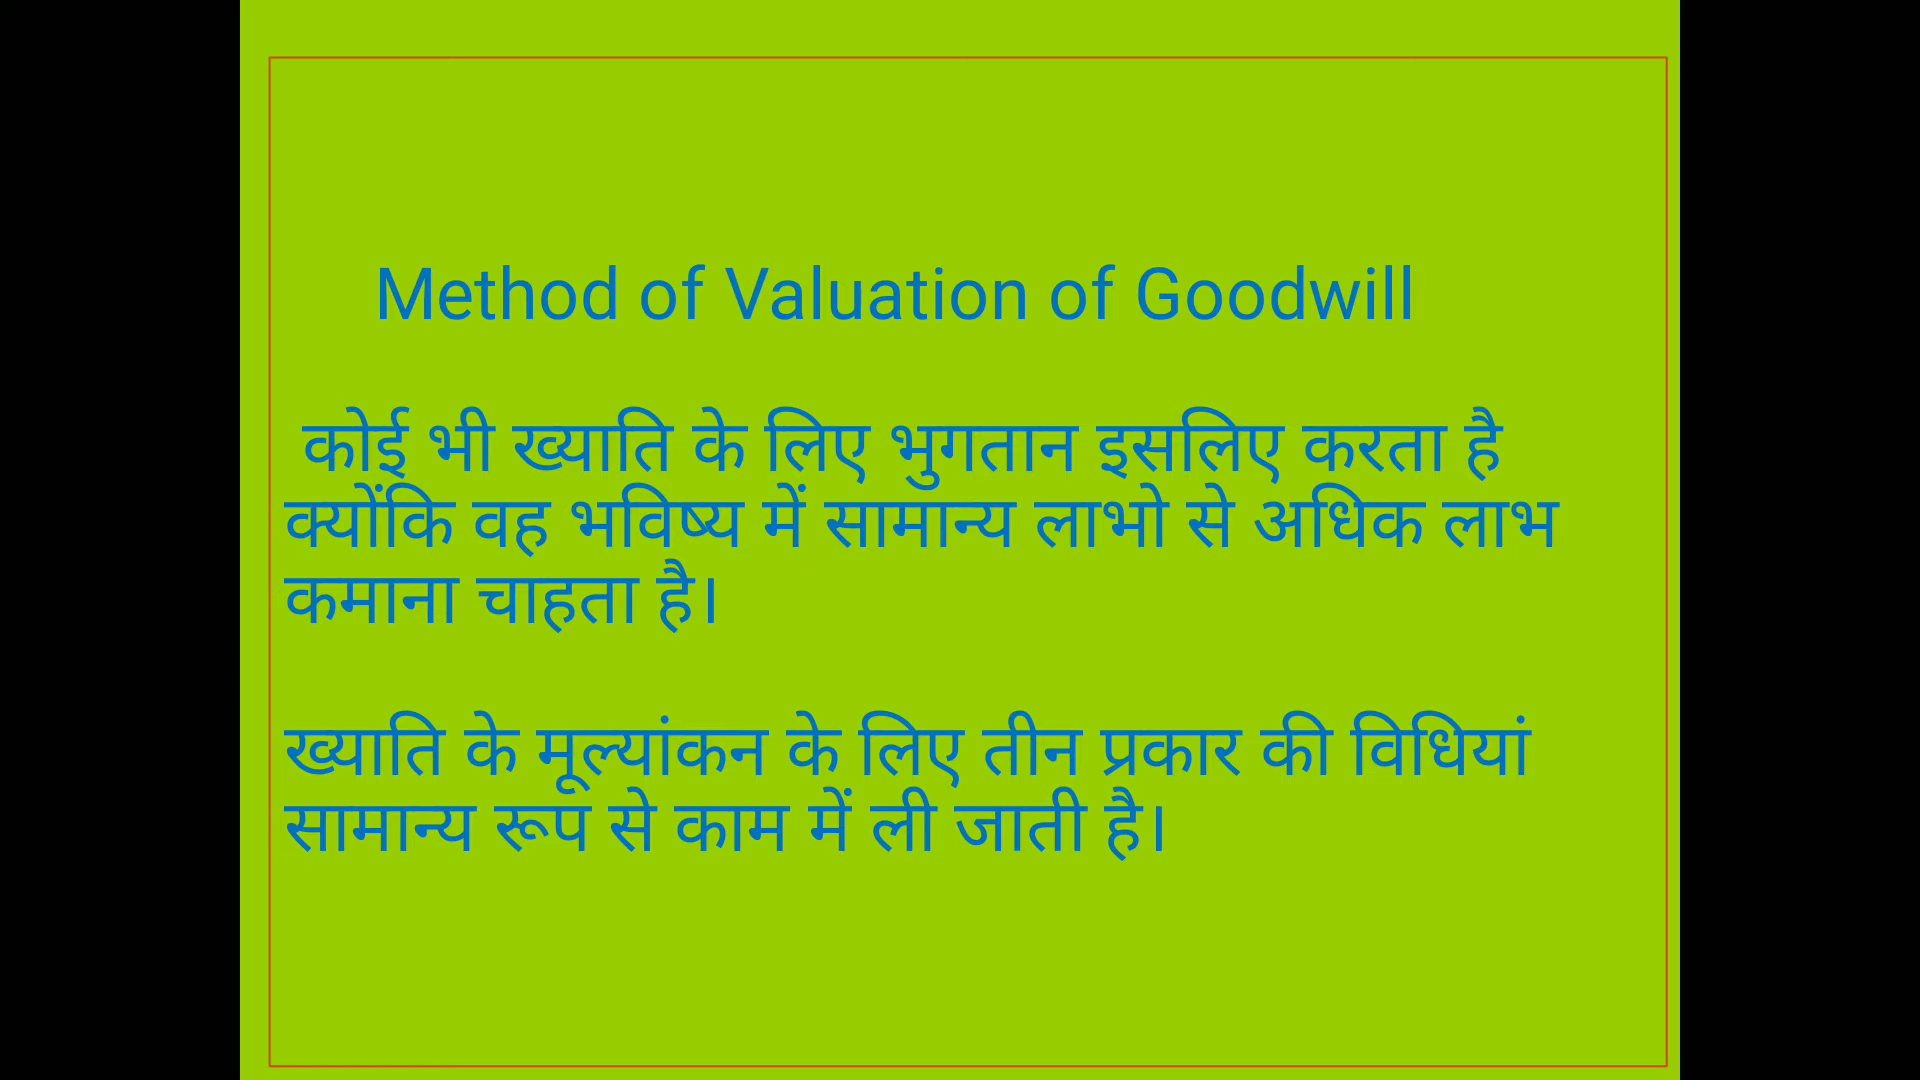 Method of Valuation of Goodwill
कोई भी ख्याति के लिए भुगतान इसलिए करता है
क्योंकि वह भविष्य में सामान्य लाभो से अधिक लाभ
कमाना चाहता है।
ख्याति के मूल्यांकन के लिए तीन प्रकार की विधियां
सामान्य रूप से काम में ली जाती है।